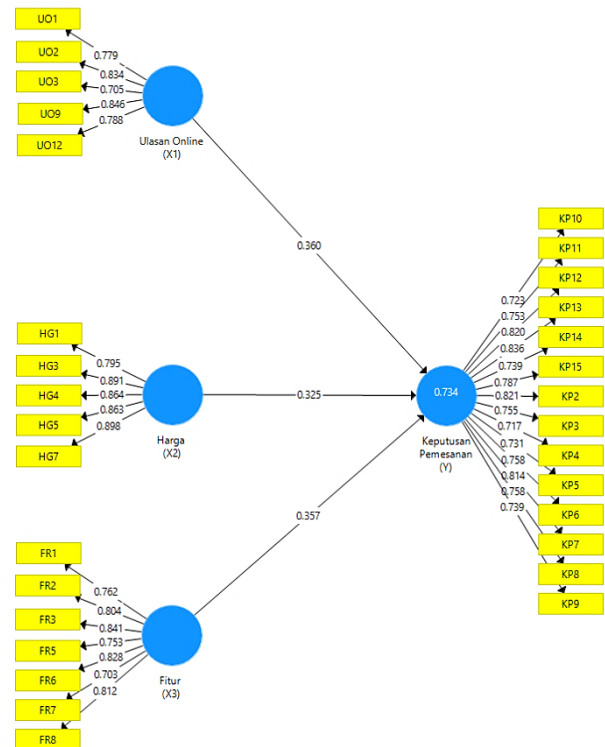 UO1
UO2
UO3
UO9
UO12
0.779
0.834
0.705
0.846
0.788
Ulasan Online
(X1)
0.360
HG1
HG3
HG4
HG5
HG7
0.795
0.891
0.864
0.863
0.898
Harga
(X2)
0.325
FR1
FR2
FR3
FR5
FR6
FR7
FR8
0.762
0.804
0.841
0.753
0.828
0.703
0.812
Fitur
(X3)
0.357
0.734
Keputusan
Pemesanan
(Y)
0.723
0.753
0.820
0.836
0.739
0.787
0.821
0.755
0.717
0.731
0.758
0.814
0.758
0.739
KP10
KP11
KP12
KP13
KP14
KP15
KP2
KP3
KP4
KP5
KP6
KP7
KP8
KP9